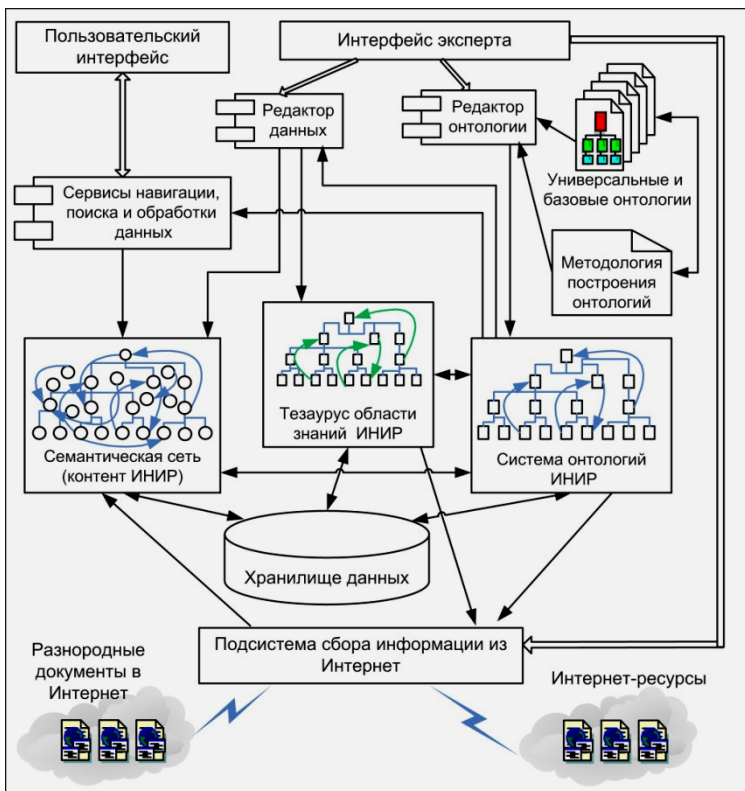 Пользовательский
интерфейс
Интерфейс эксперта
Редактор
данных
Редактор
онтологии
Универсальные и
базовые онтологии
Сервисы навигации,
поиска и обработки
данных
Методология
построения
онтологий
Семантическая сеть
(контент ИНИР)
Тезаурус области
знаний ИНИР
Система онтологий
ИНИР
Хранилище данных
Подсистема сбора информации из
Интернет
Разнородные
документы в
Интернет
Интернет-ресурсы